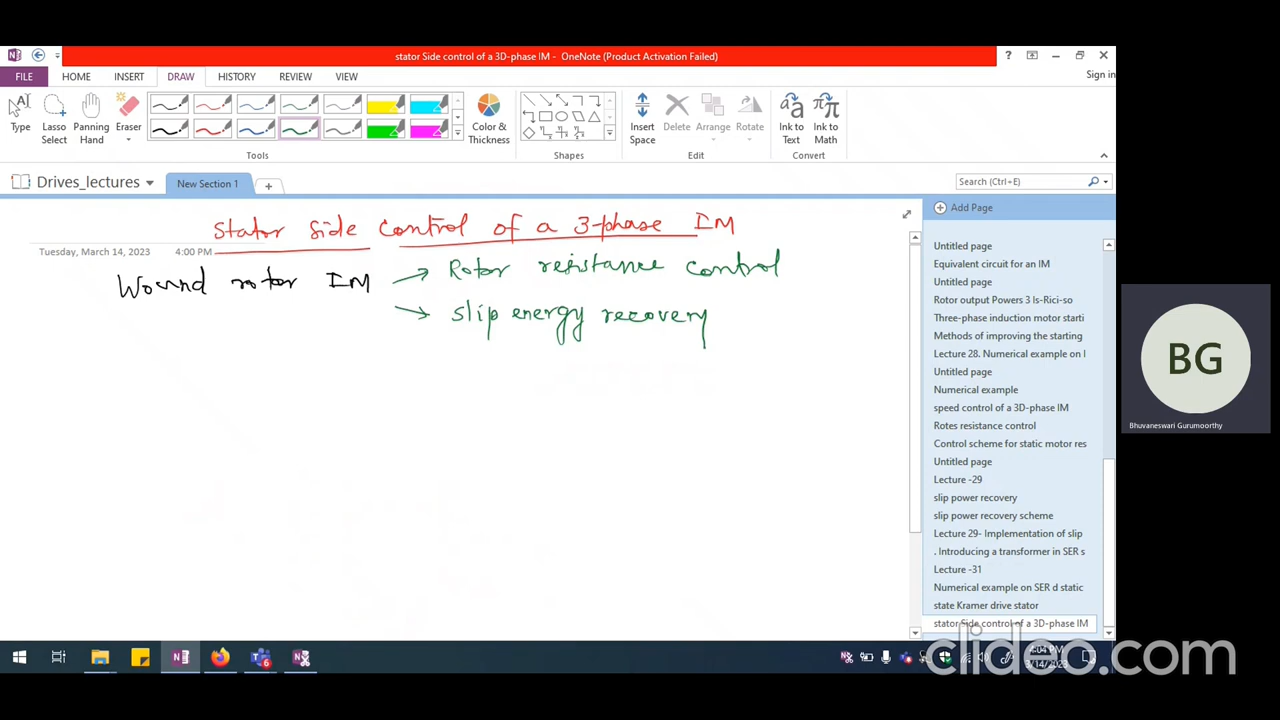 stator Side control of a 3D-phase IM - OneNote (Product Activation Failed)
FILE HOME INSERT DRAW HISTORY REVIEW VIEW Sign in
Type Lasso Select Panning Hand Eraser Color & Thickness Insert Space Delete Arrange Rotate Ink to Text Ink to Math
Tools Shapes Edit Convert
Drives_lectures New Section 1 Search (Ctrl+E)
Stator Side Control of a 3-phase IM
Tuesday, March 14, 2023 4:00 PM
Wound rotor IM
Rotor resistance control
Slip energy recovery
Add Page
Untitled page
Equivalent circuit for an IM
Untitled page
Rotor output Powers 3 Is-Rici-so
Three-phase induction motor starti
Methods of improving the starting
Lecture 28. Numerical example on I
Untitled page
Numerical example
speed control of a 3D-phase IM
Rotes resistance control
Control scheme for static motor res
Untitled page
Lecture -29
slip power recovery
slip power recovery scheme
Lecture 29- Implementation of slip
. Introducing a transformer in SER s
Lecture -31
Numerical example on SER d static
state Kramer drive stator
stator Side control of a 3D-phase IM
BG
Bhuvaneswari Gurumoorthy
4:04 PM
3/14/2023
clideo.com